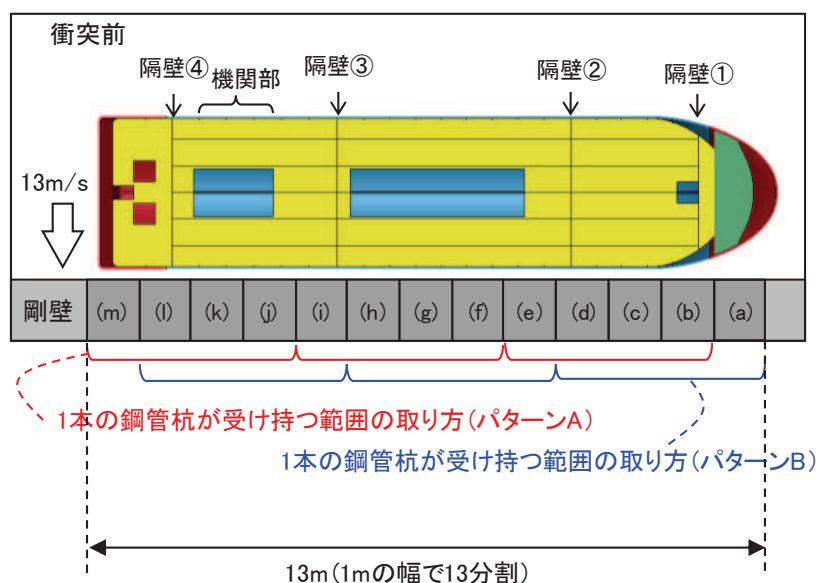 衝突前
隔壁④
機関部
隔壁③
隔壁②
隔壁①
13m/s
剛壁
(m)
(l)
(k)
(j)
(i)
(h)
(g)
(f)
(e)
(d)
(c)
(b)
(a)
1本の鋼管杭が受け持つ範囲の取り方(パターンA)
1本の鋼管杭が受け持つ範囲の取り方(パターンB)
13m(1mの幅で13分割)